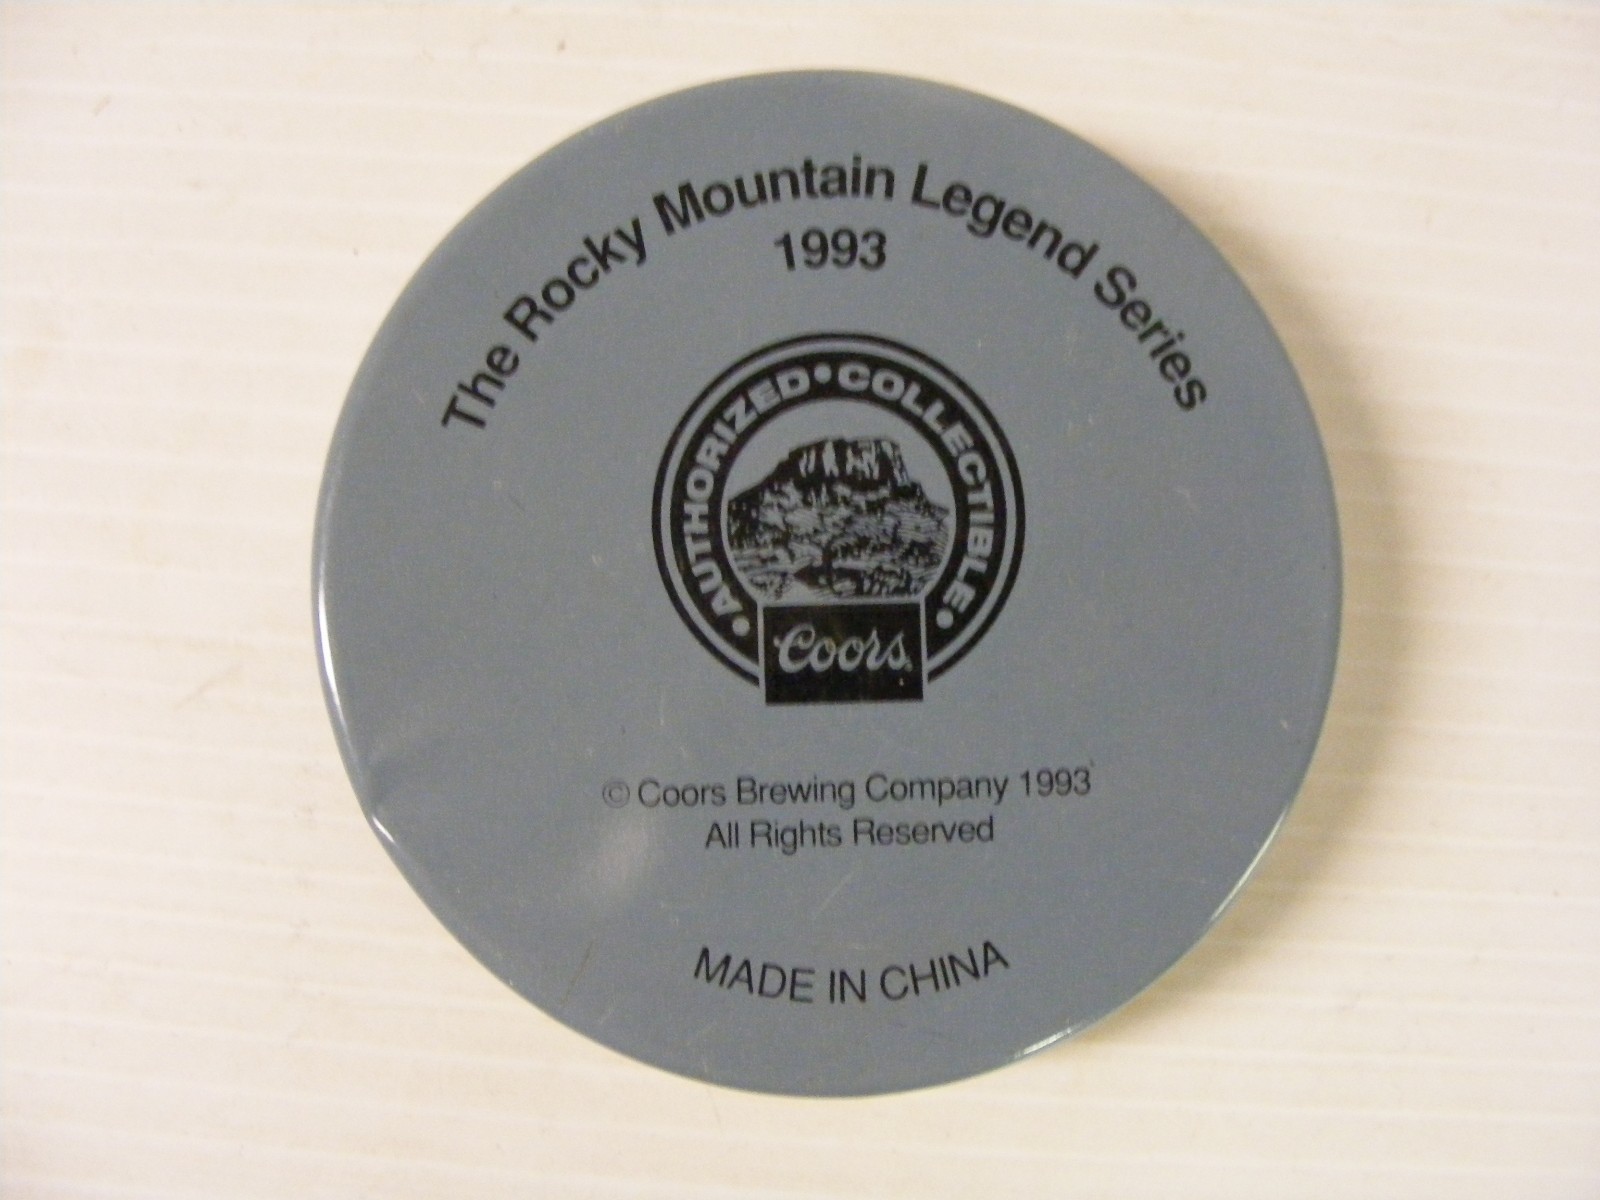 The Rocky Mountain Legend Series
1993
•AUTHORIZED•COLLECTIBLE•
Coors®
© Coors Brewing Company 1993
All Rights Reserved
MADE IN CHINA